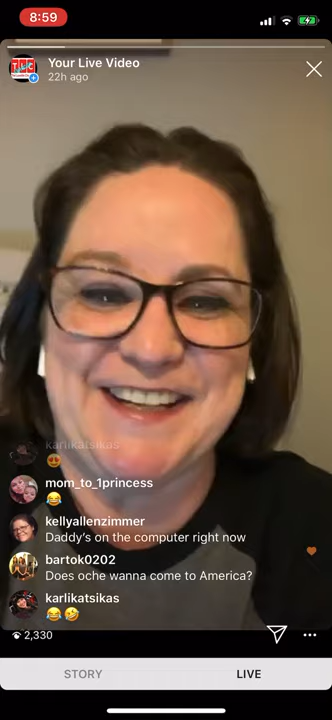 8:59
Your Live Video
22h ago
TLC
karlikatsikas
😍
mom_to_1princess
😂
kellyallenzimmer
Daddy's on the computer right now
bartok0202
Does oche wanna come to America?
karlikatsikas
😂🤣
2,330
STORY
LIVE